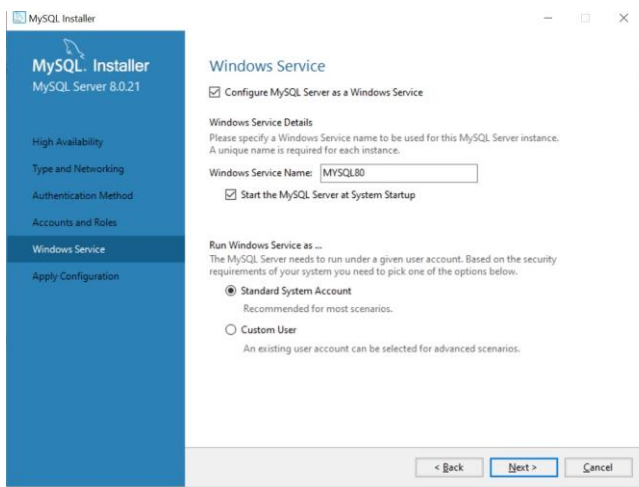 MySQL Installer
MySQL. Installer
MySQL Server 8.0.21
High Availability
Type and Networking
Authentication Method
Accounts and Roles
Windows Service
Apply Configuration
Windows Service
Configure MySQL Server as a Windows Service
Windows Service Details
Please specify a Windows Service name to be used for this MySQL Server instance.
A unique name is required for each instance.
Windows Service Name: MYSQL80
Start the MySQL Server at System Startup
Run Windows Service as ...
The MySQL Server needs to run under a given user account. Based on the security
requirements of your system you need to pick one of the options below.
Standard System Account
Recommended for most scenarios.
Custom User
An existing user account can be selected for advanced scenarios.
< Back Next > Cancel